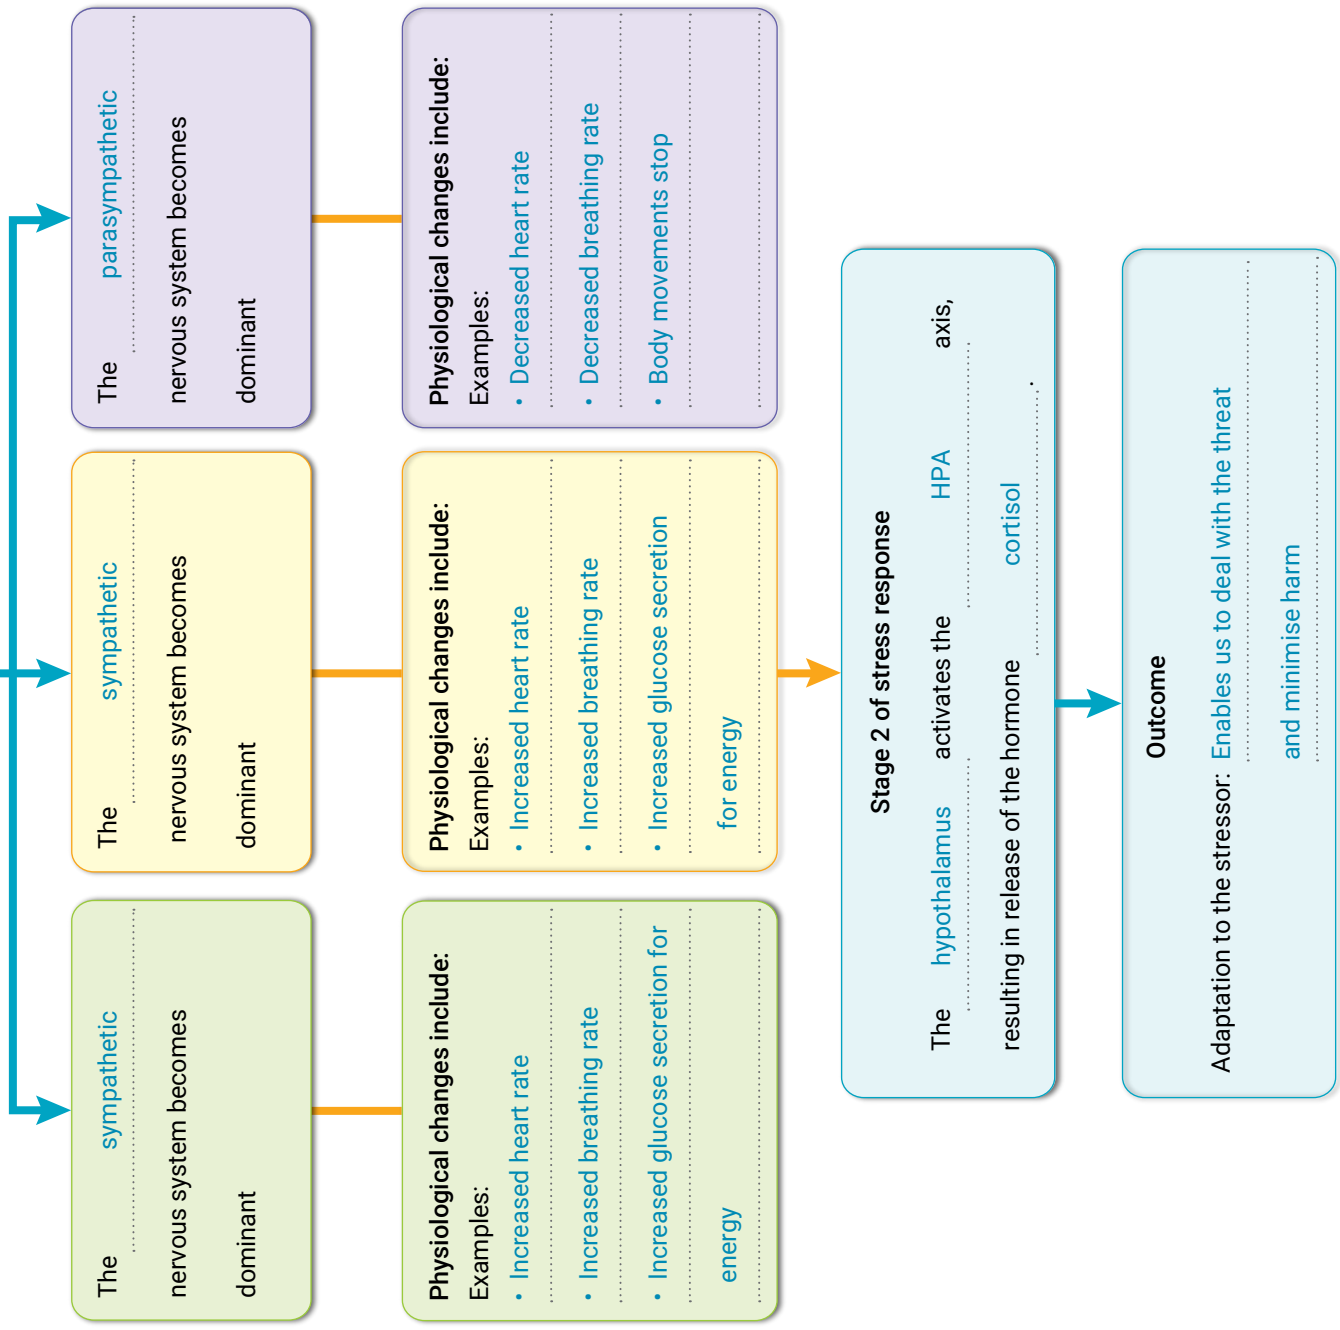 The sympathetic
nervous system becomes
dominant
The sympathetic
nervous system becomes
dominant
The parasympathetic
nervous system becomes
dominant
Physiological changes include:
Examples:
• Increased heart rate
• Increased breathing rate
• Increased glucose secretion for
energy
Physiological changes include:
Examples:
• Increased heart rate
• Increased breathing rate
• Increased glucose secretion
for energy
Physiological changes include:
Examples:
• Decreased heart rate
• Decreased breathing rate
• Body movements stop
Stage 2 of stress response
The hypothalamus activates the HPA axis,
resulting in release of the hormone cortisol.
Outcome
Adaptation to the stressor: Enables us to deal with the threat
and minimise harm